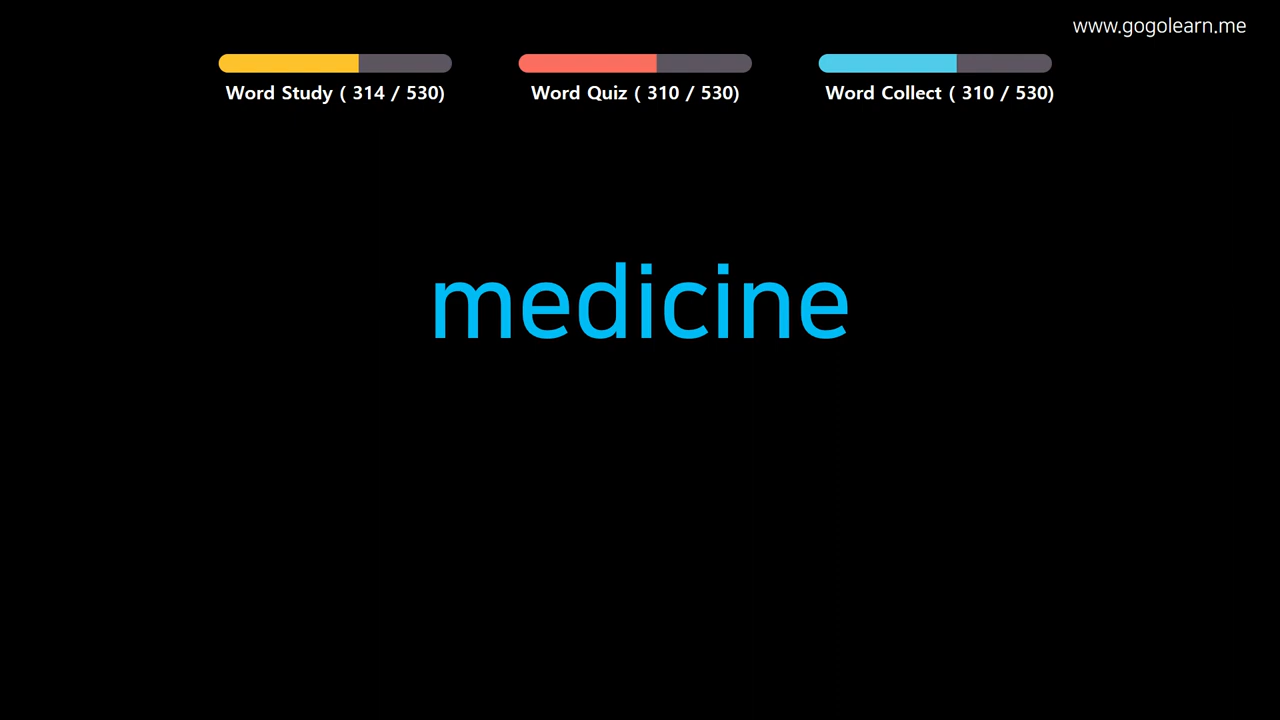 www.gogolearn.me
Word Study ( 314 / 530)
Word Quiz ( 310 / 530)
Word Collect ( 310 / 530)
medicine